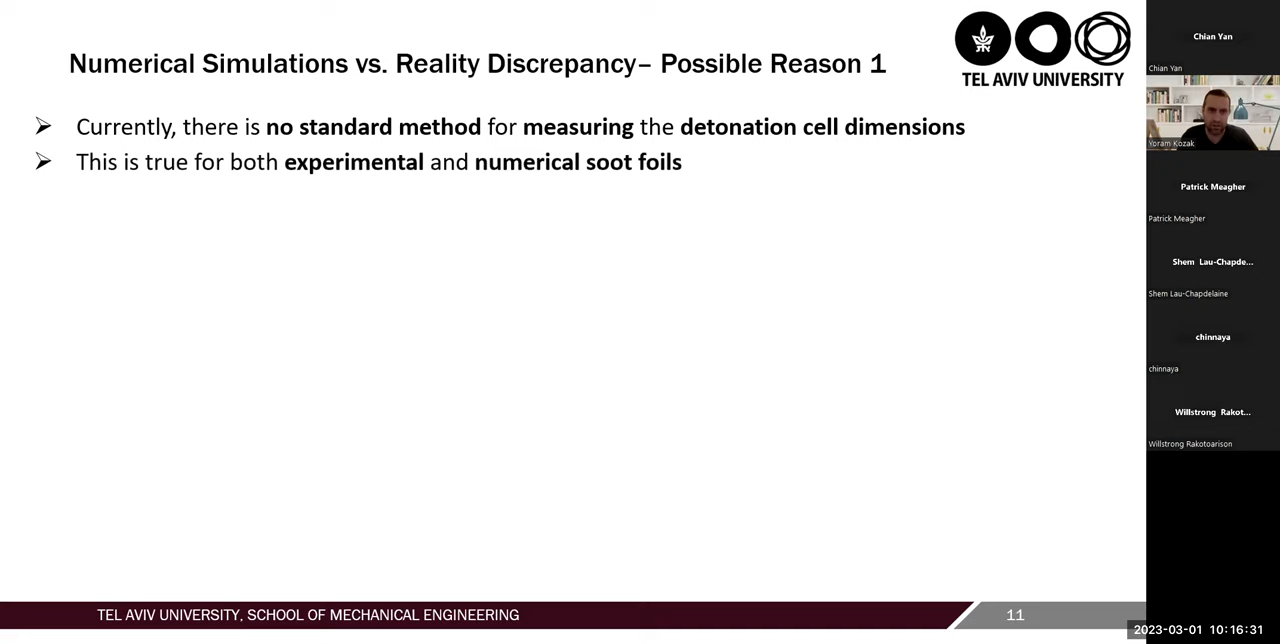 Numerical Simulations vs. Reality Discrepancy– Possible Reason 1
TEL AVIV UNIVERSITY
➢ Currently, there is no standard method for measuring the detonation cell dimensions
➢ This is true for both experimental and numerical soot foils
TEL AVIV UNIVERSITY, SCHOOL OF MECHANICAL ENGINEERING
11
Chian Yan
Chian Yan
Yoram Kozak
Patrick Meagher
Patrick Meagher
Shem Lau-Chapde...
Shem Lau-Chapdelaine
chinnaya
chinnaya
Willstrong Rakot...
Willstrong Rakotoarison
2023-03-01 10:16:31